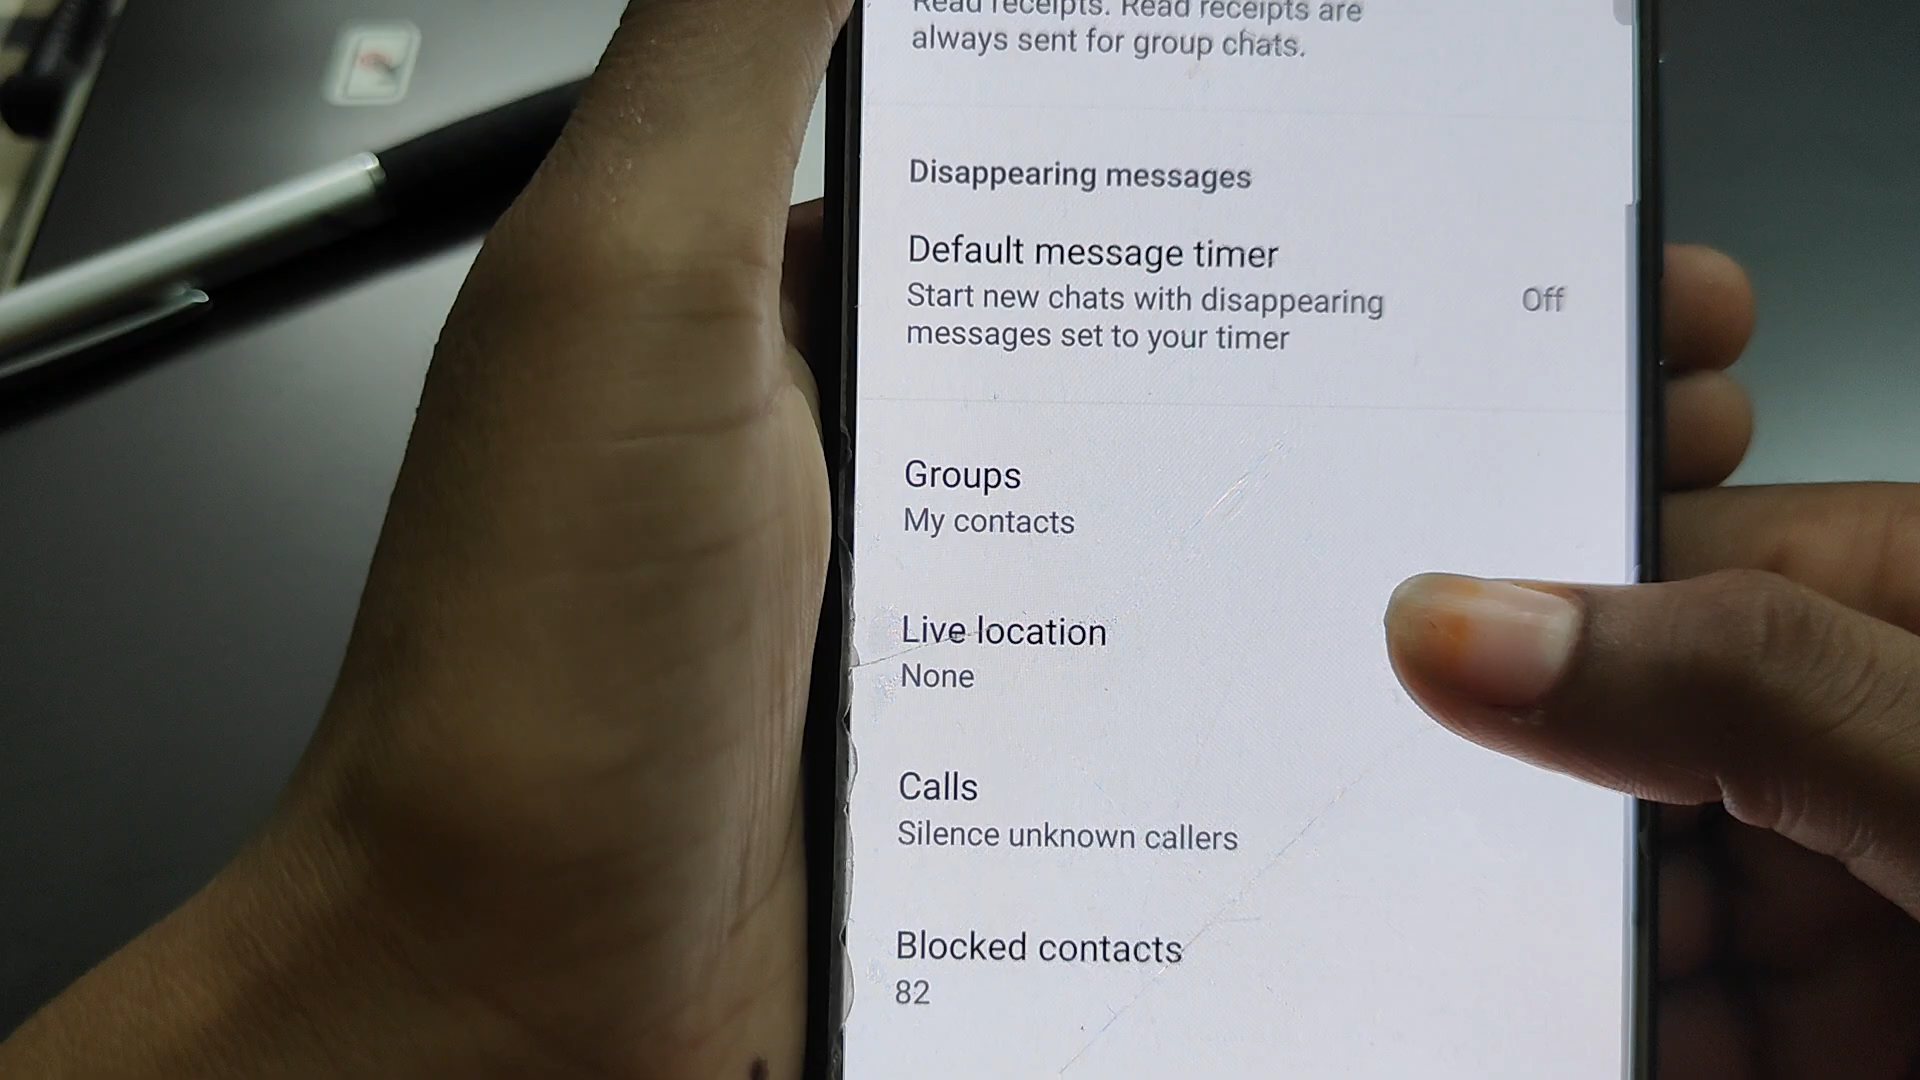 Read receipts. Read receipts are
always sent for group chats.
Disappearing messages
Default message timer
Start new chats with disappearing
messages set to your timer
Off
Groups
My contacts
Live location
None
Calls
Silence unknown callers
Blocked contacts
82